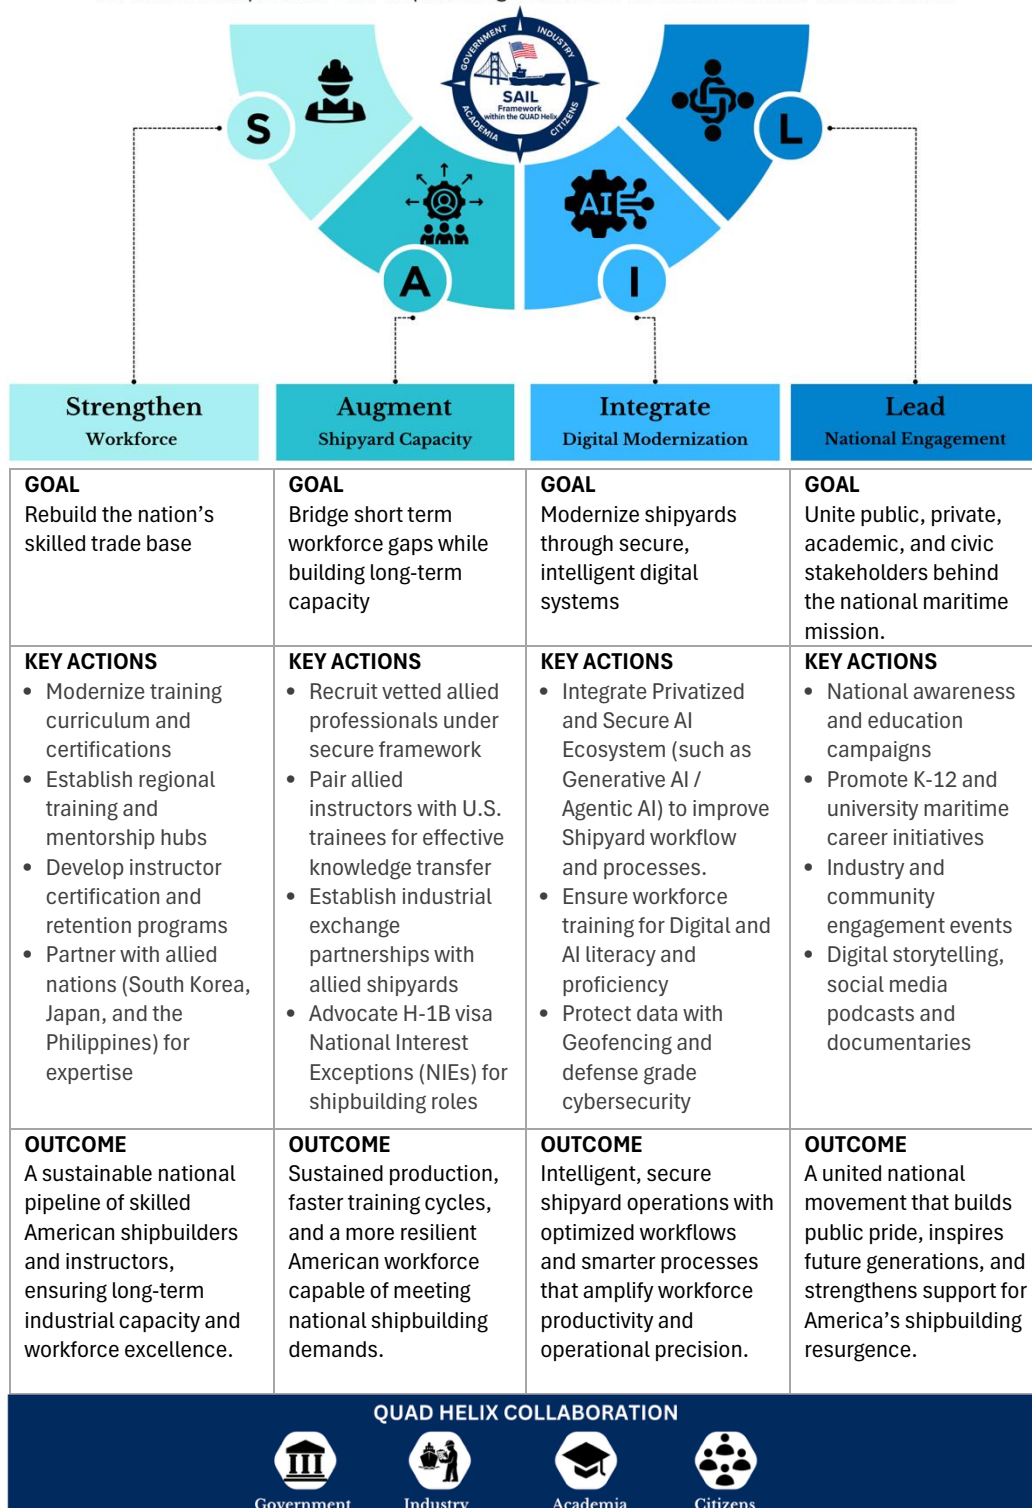 GOVERNMENT
INDUSTRY
ACADEMIA
CITIZENS
SAIL
Framework
within the QUAD Helix
S
A
AI
I
L
Strengthen
Workforce
Augment
Shipyard Capacity
Integrate
Digital Modernization
Lead
National Engagement
GOAL
Rebuild the nation's
skilled trade base
GOAL
Bridge short term
workforce gaps while
building long-term
capacity
GOAL
Modernize shipyards
through secure,
intelligent digital
systems
GOAL
Unite public, private,
academic, and civic
stakeholders behind
the national maritime
mission.
KEY ACTIONS
• Modernize training
curriculum and
certifications
• Establish regional
training and
mentorship hubs
• Develop instructor
certification and
retention programs
• Partner with allied
nations (South Korea,
Japan, and the
Philippines) for
expertise
KEY ACTIONS
• Recruit vetted allied
professionals under
secure framework
• Pair allied
instructors with U.S.
trainees for effective
knowledge transfer
• Establish industrial
exchange
partnerships with
allied shipyards
• Advocate H-1B visa
National Interest
Exceptions (NIEs) for
shipbuilding roles
KEY ACTIONS
• Integrate Privatized
and Secure AI
Ecosystem (such as
Generative AI /
Agentic AI) to improve
Shipyard workflow
and processes.
• Ensure workforce
training for Digital and
AI literacy and
proficiency
• Protect data with
Geofencing and
defense grade
cybersecurity
KEY ACTIONS
• National awareness
and education
campaigns
• Promote K-12 and
university maritime
career initiatives
• Industry and
community
engagement events
• Digital storytelling,
social media
podcasts and
documentaries
OUTCOME
A sustainable national
pipeline of skilled
American shipbuilders
and instructors,
ensuring long-term
industrial capacity and
workforce excellence.
OUTCOME
Sustained production,
faster training cycles,
and a more resilient
American workforce
capable of meeting
national shipbuilding
demands.
OUTCOME
Intelligent, secure
shipyard operations with
optimized workflows
and smarter processes
that amplify workforce
productivity and
operational precision.
OUTCOME
A united national
movement that builds
public pride, inspires
future generations, and
strengthens support for
America's shipbuilding
resurgence.
QUAD HELIX COLLABORATION
Government
Industry
Academia
Citizens